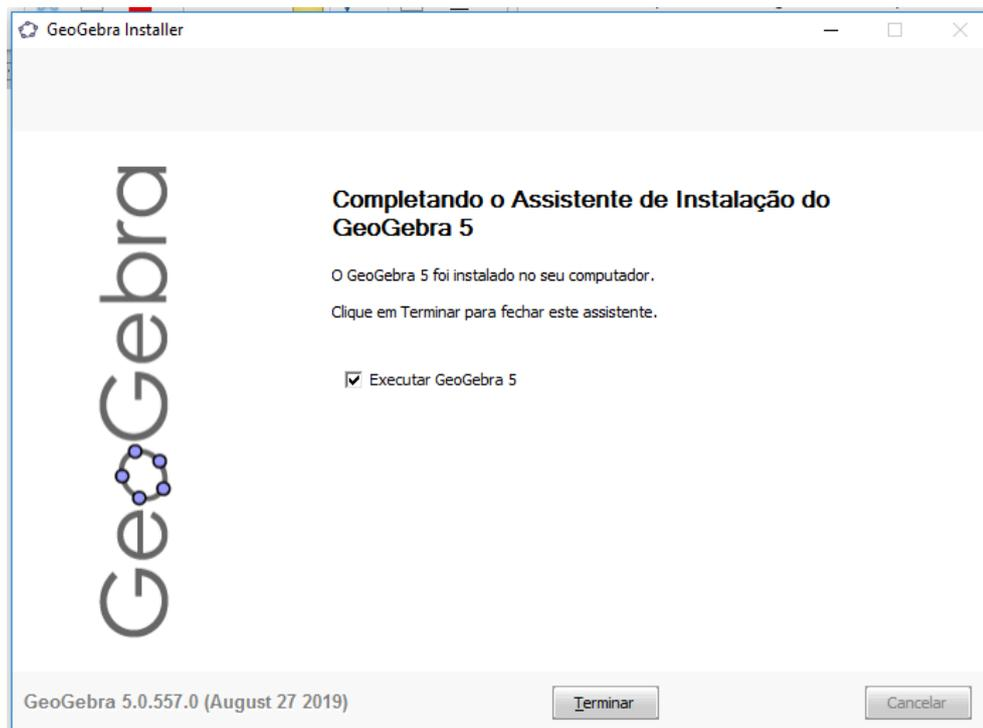 GeoGebra Installer
GeoGebra
Completando o Assistente de Instalação do
GeoGebra 5
O GeoGebra 5 foi instalado no seu computador.
Clique em Terminar para fechar este assistente.
Executar GeoGebra 5
GeoGebra 5.0.557.0 (August 27 2019)
Terminar
Cancelar